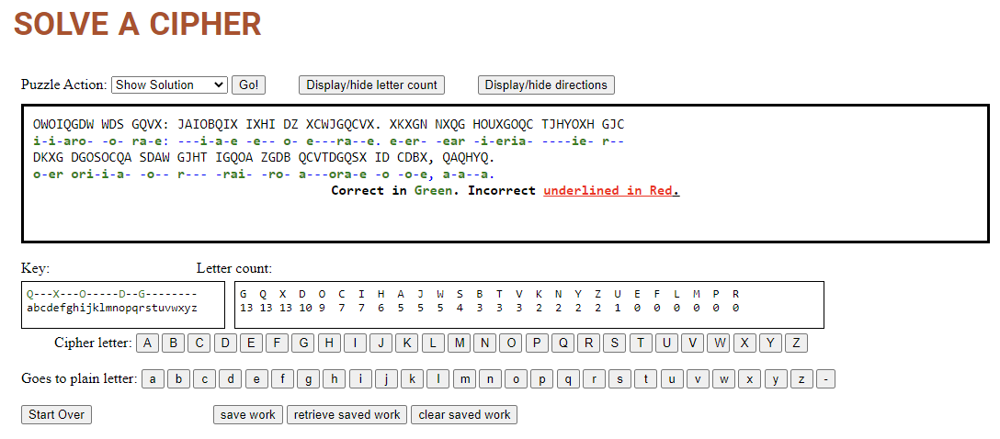 SOLVE A CIPHER
Puzzle Action: Show Solution Go! Display/hide letter count Display/hide directions
OWOIQGDW WDS GQVX: JAIOBQIX IXHI DZ XCWJGQCVX. XKXGN NXQG HOUXGOQC TJHYOXH GJC
i-i-aro- -o- ra-e: ---i-a-e -e-- o- e---ra--e. e-er- -ear -i-eria- ----ie- r--
DKXG DGOSOCQA SDAW GJHT IGQOA ZGDB QCVTDGQSX ID CDBX, QAQHYQ.
o-er ori-i-a- -o-- r--- -rai- -ro- a---ora-e -o -o-e, a-a--a.
Correct in Green. Incorrect underlined in Red.
Key: Letter count:
Q---X---O-----D--G--------
abcdefghijklmnopqrstuvwxyz
G Q X D O C I H A J W S B T V K N Y Z U E F L M P R
13 13 13 10 9 7 7 6 5 5 5 4 3 3 3 2 2 2 2 1 0 0 0 0 0 0
Cipher letter: A B C D E F G H I J K L M N O P Q R S T U V W X Y Z
Goes to plain letter: a b c d e f g h i j k l m n o p q r s t u v w x y z -
Start Over save work retrieve saved work clear saved work